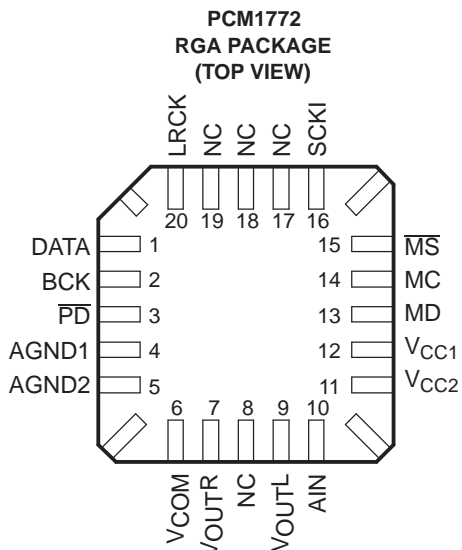 PCM1772
RGA PACKAGE
(TOP VIEW)
LRCK
NC
NC
NC
SCKI
20
19
18
17
16
DATA 1
BCK 2
PD 3
AGND1 4
AGND2 5
15 MS
14 MC
13 MD
12 VCC1
11 VCC2
6
7
8
9
10
VCOM
VOUTR
NC
VOUTL
AIN